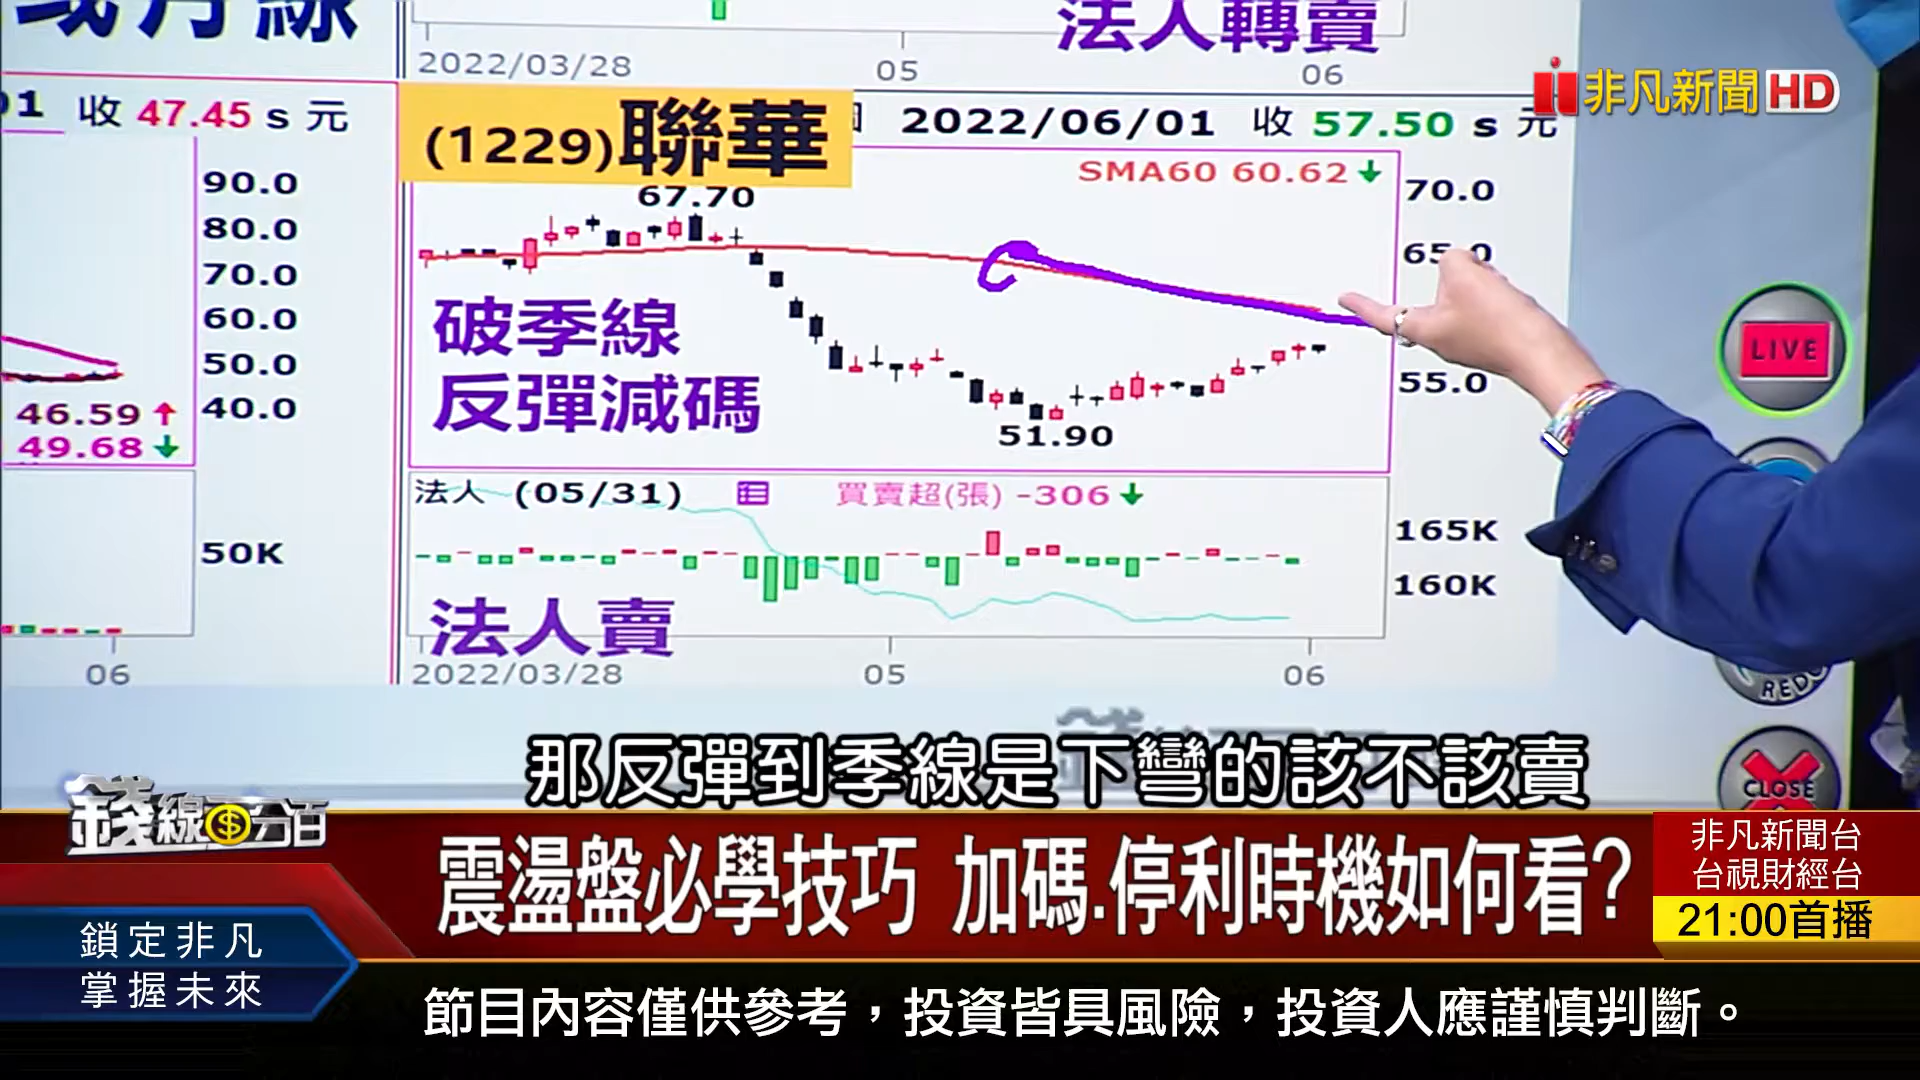 或月線
法人轉賣
2022/03/28 05 06
非凡新聞HD
01 收 47.45 s 元
(1229)聯華
2022/06/01 收 57.50 s 元
SMA60 60.62↓
67.70
90.0
80.0
70.0
60.0
50.0
40.0
70.0
65.0
55.0
破季線
反彈減碼
51.90
46.59↑
49.68↓
LIVE
法人 (05/31) 買賣超(張) -306↓
50K
165K
160K
法人賣
06
2022/03/28 05 06
REDO
CLOSE
那反彈到季線是下彎的該不該賣
錢線百分百
震盪盤必學技巧 加碼.停利時機如何看?
非凡新聞台
台視財經台
21:00首播
鎖定非凡
掌握未來
節目內容僅供參考，投資皆具風險，投資人應謹慎判斷。